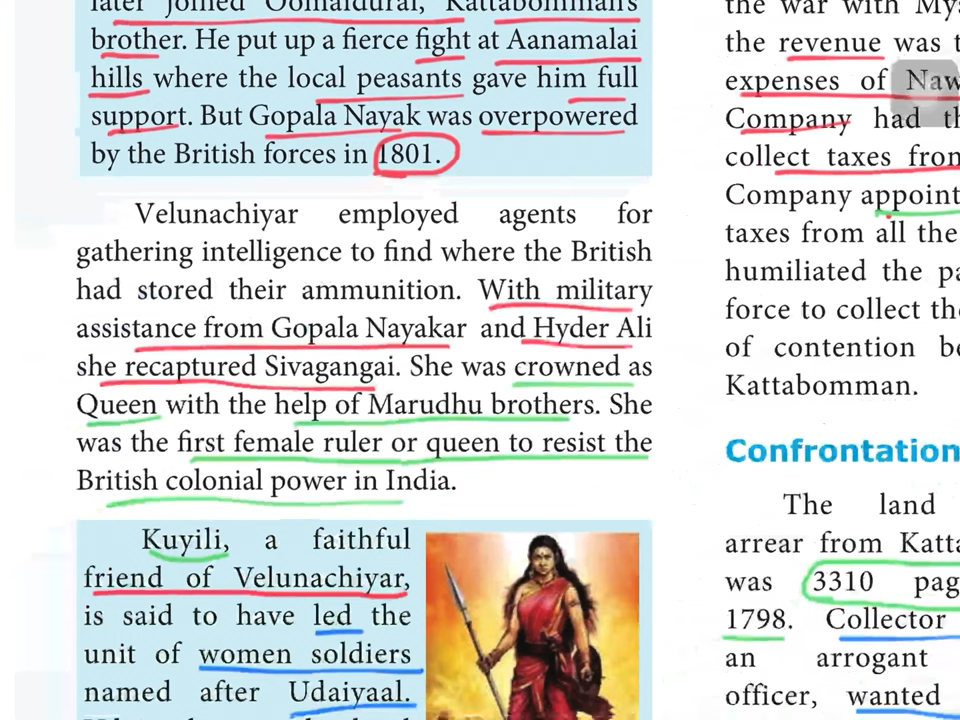 later joined Oomaidurai, Kattabomman's
brother. He put up a fierce fight at Aanamalai
hills where the local peasants gave him full
support. But Gopala Nayak was overpowered
by the British forces in 1801.
Velunachiyar employed agents for
gathering intelligence to find where the British
had stored their ammunition. With military
assistance from Gopala Nayakar and Hyder Ali
she recaptured Sivagangai. She was crowned as
Queen with the help of Marudhu brothers. She
was the first female ruler or queen to resist the
British colonial power in India.
Kuyili, a faithful
friend of Velunachiyar,
is said to have led the
unit of women soldiers
named after Udaiyaal.
the war with
the revenue was
expenses of
Company had
collect taxes from
Company
taxes from all the
humiliated the
force to collect
of contention
Kattabomman.
Confrontation
The land
arrear from
was 3310
1798. Collector
an arrogant
officer, wanted